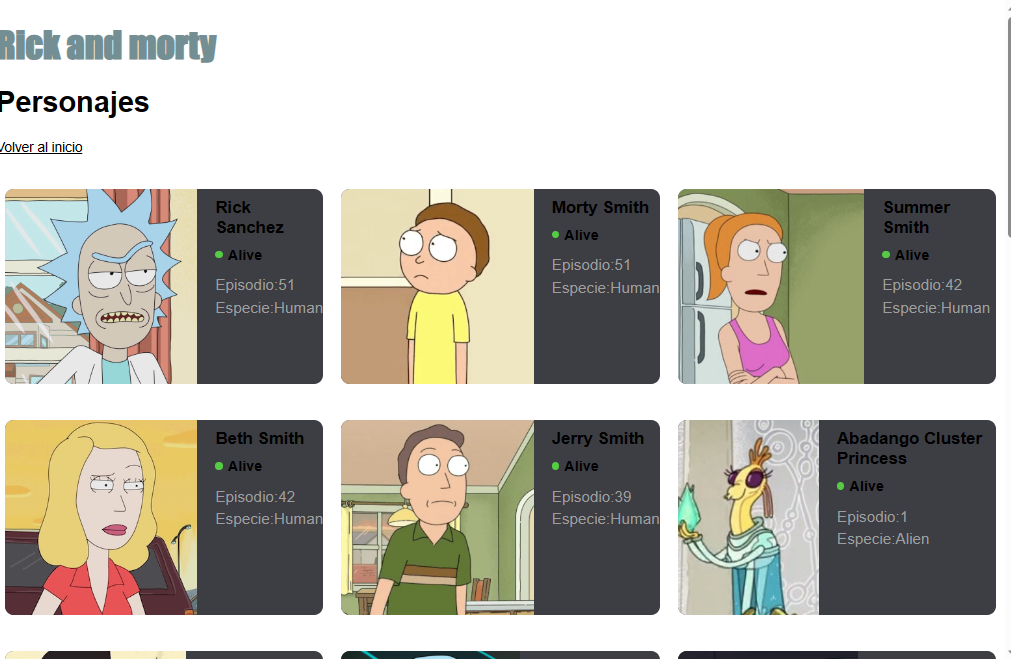 Rick and morty
Personajes
Volver al inicio
Rick
Sanchez
Alive
Episodio:51
Especie:Human
Morty Smith
Alive
Episodio:51
Especie:Human
Summer
Smith
Alive
Episodio:42
Especie:Human
Beth Smith
Alive
Episodio:42
Especie:Human
Jerry Smith
Alive
Episodio:39
Especie:Human
Abadango Cluster
Princess
Alive
Episodio:1
Especie:Alien